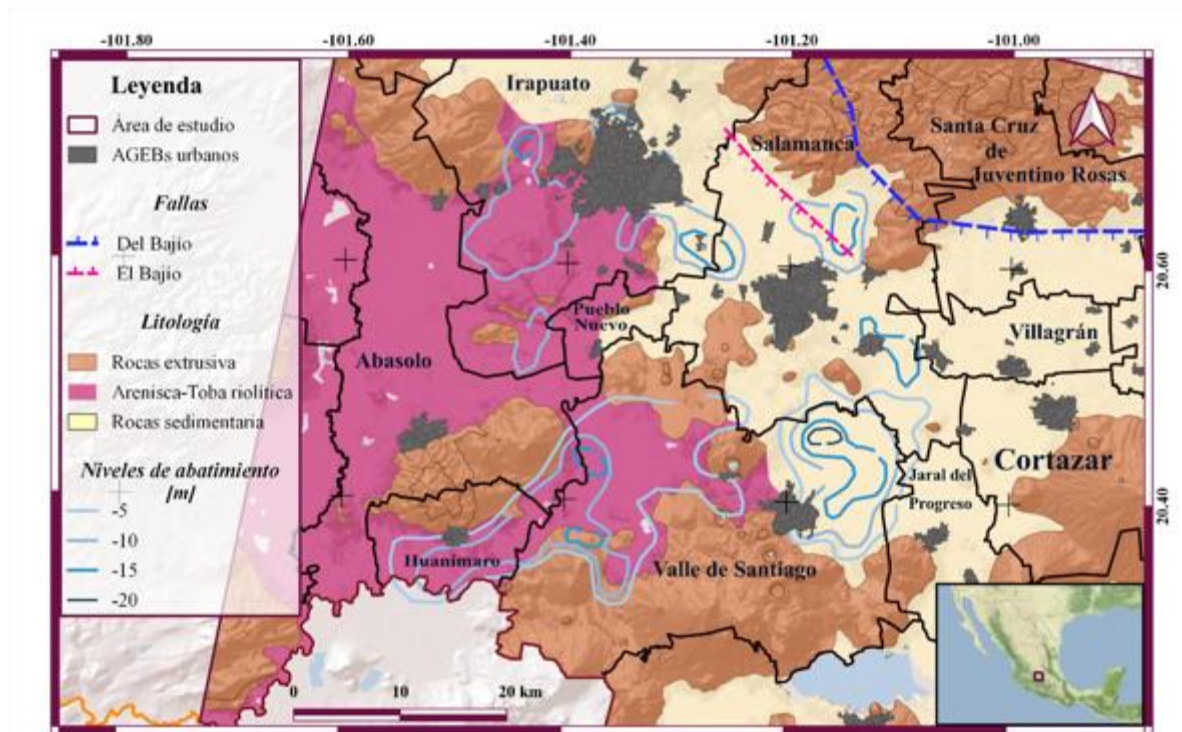 -101.80 -101.60 -101.40 -101.20 -101.00
Leyenda
Área de estudio
AGEBs urbanos
Fallas
Del Bajío
El Bajío
Litología
Rocas extrusiva
Arenisca-Toba riolítica
Rocas sedimentaria
Niveles de abatimiento
[m]
-5
-10
-15
-20
Irapuato
Salamanca
Santa Cruz
de
Juventino Rosas
20.60
Pueblo
Nuevo
Villagrán
Abasolo
Cortazar
Jaral del
Progreso
20.40
Huanímaro
Valle de Santiago
0 10 20 km